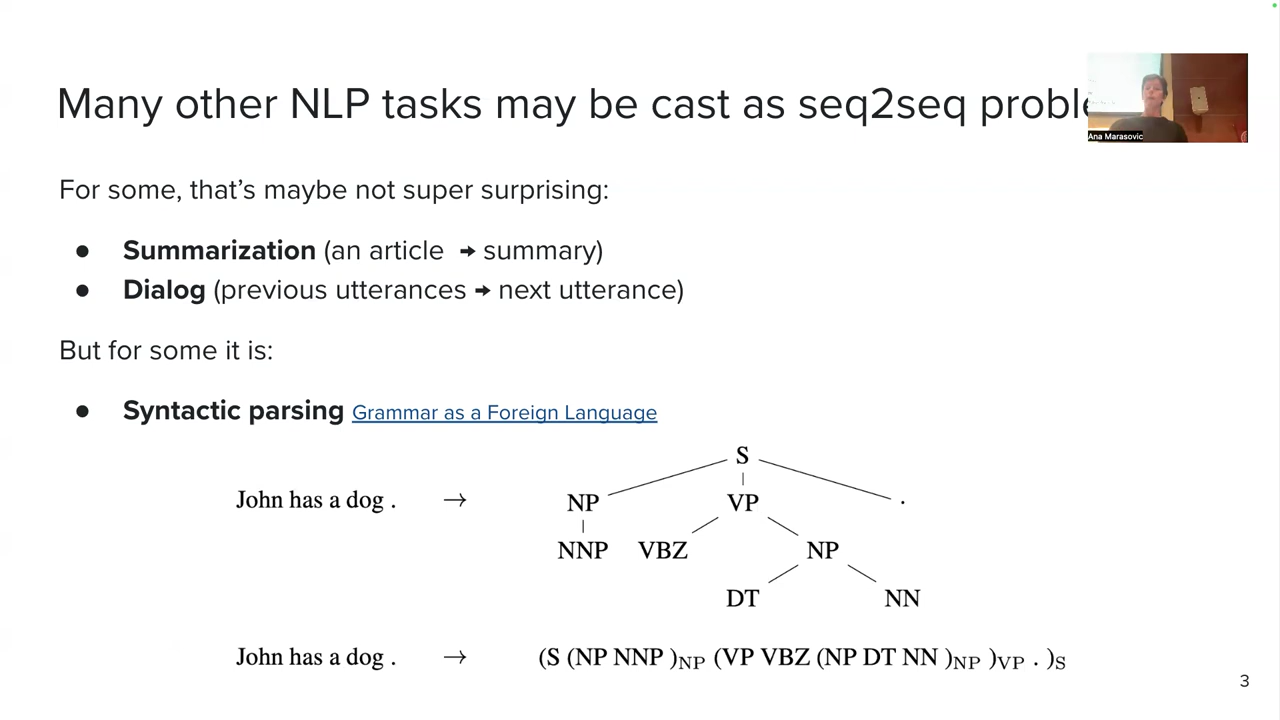 Many other NLP tasks may be cast as seq2seq proble
Ana Marasovic
For some, that's maybe not super surprising:
● Summarization (an article → summary)
● Dialog (previous utterances → next utterance)
But for some it is:
● Syntactic parsing Grammar as a Foreign Language
S
John has a dog . → NP VP .
NNP VBZ NP
DT NN
John has a dog . → (S (NP NNP )NP (VP VBZ (NP DT NN )NP )VP . )S
3